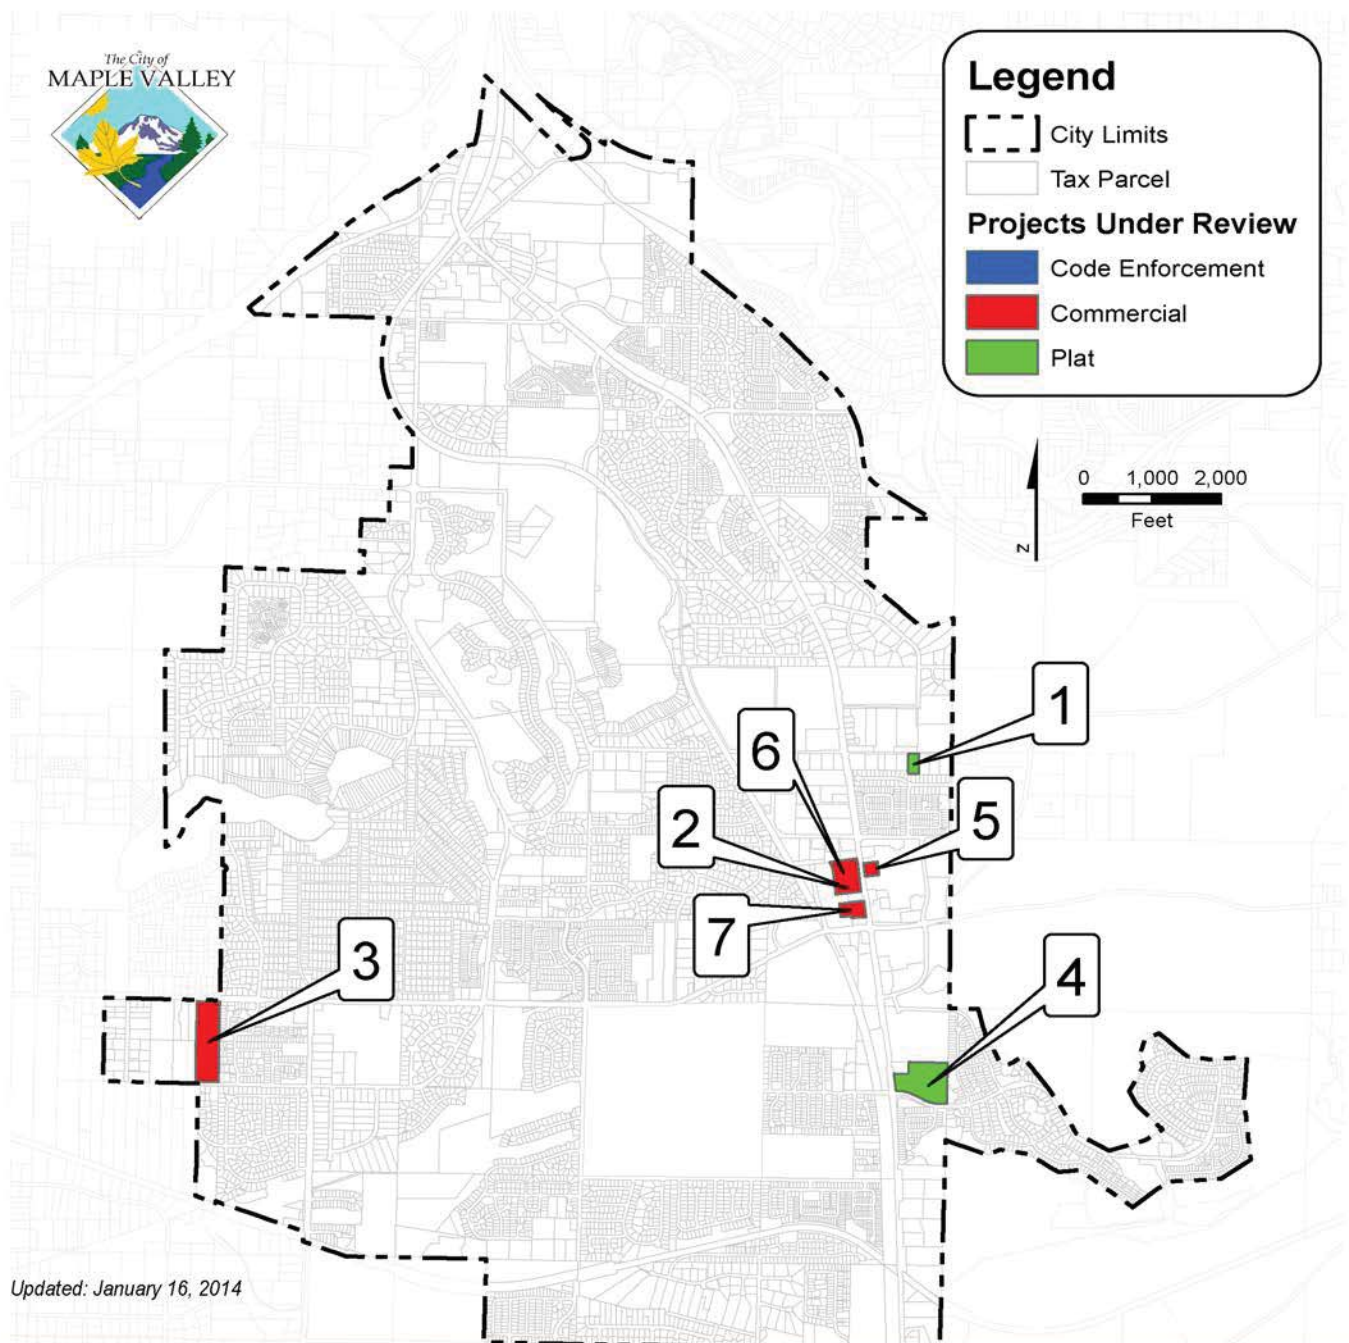 The City of
MAPLE VALLEY
Legend
City Limits
Tax Parcel
Projects Under Review
Code Enforcement
Commercial
Plat
0 1,000 2,000
Feet
N
1
6
2
5
7
3
4
Updated: January 16, 2014